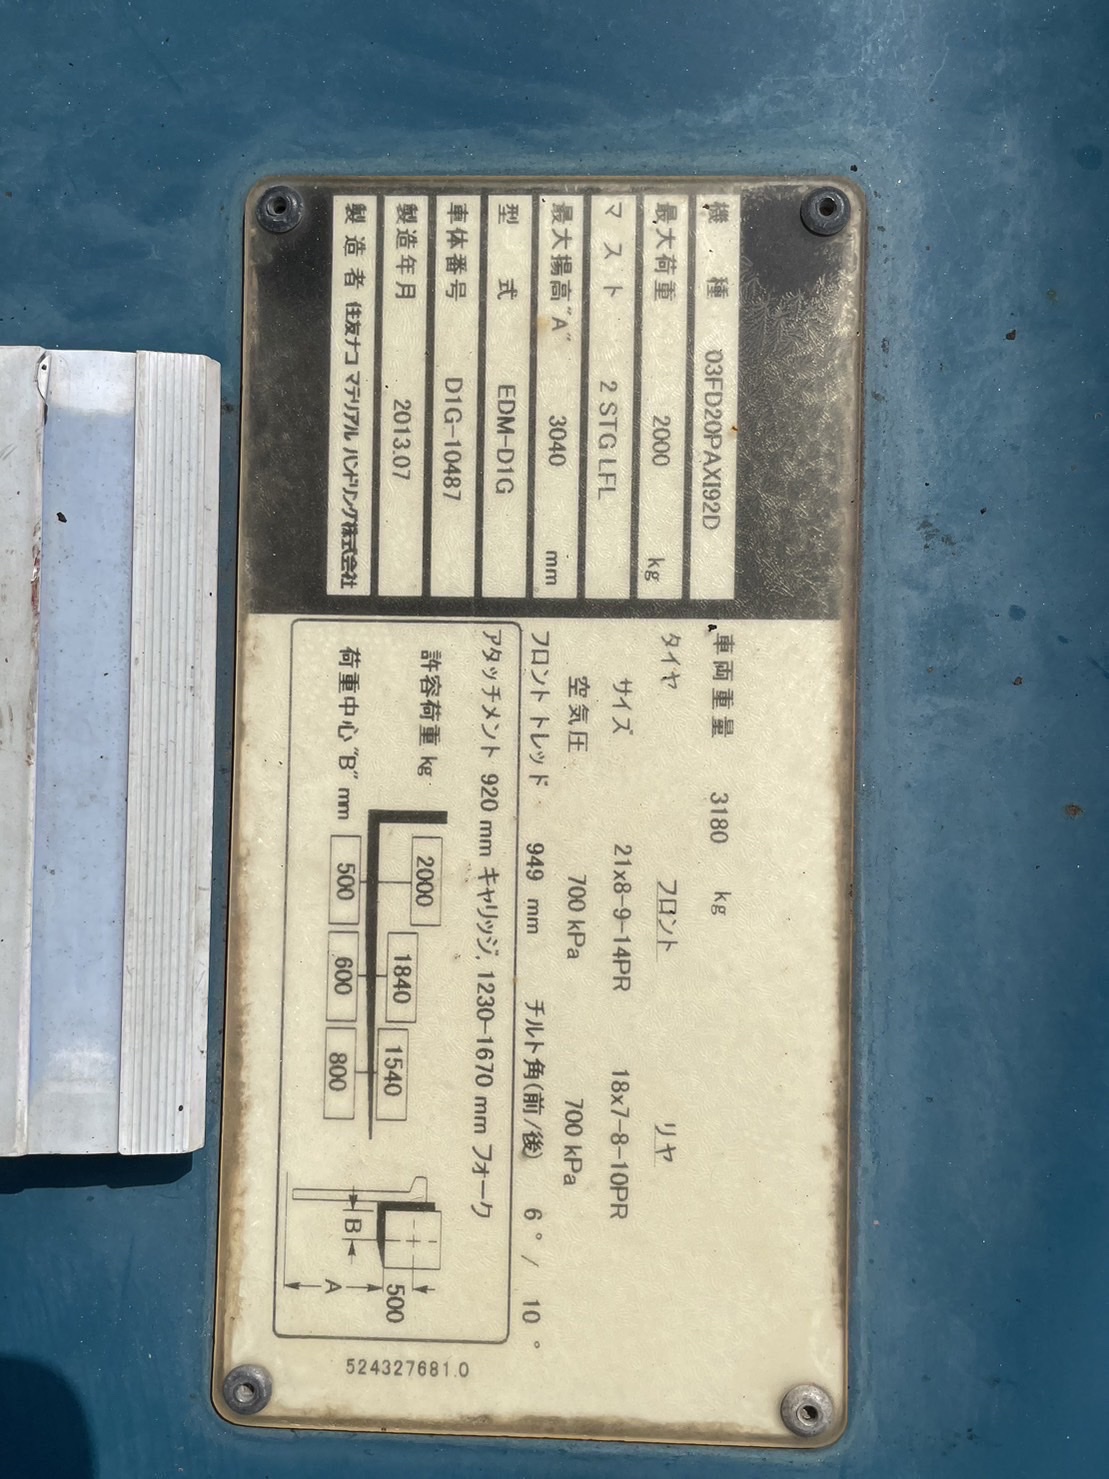 機種 03FD20PAXI92D
最大荷重 2000 kg
マスト 2 STG LFL
最大揚高"A" 3040 mm
型式 EDM-D1G
車体番号 D1G-10487
製造年月 2013.07
製造者 住友ナコ マテリアル ハンドリング株式会社
車両重量 3180 kg
タイヤ フロント リヤ
サイズ 21x8-9-14PR 18x7-8-10PR
空気圧 700 kPa 700 kPa
フロントトレッド 949 mm チルト角(前/後) 6° / 10°
アタッチメント 920 mm キャリッジ, 1230-1670 mm フォーク
許容荷重 kg 2000 1840 1540
荷重中心"B" mm 500 600 800
500
B
A
524327681.0